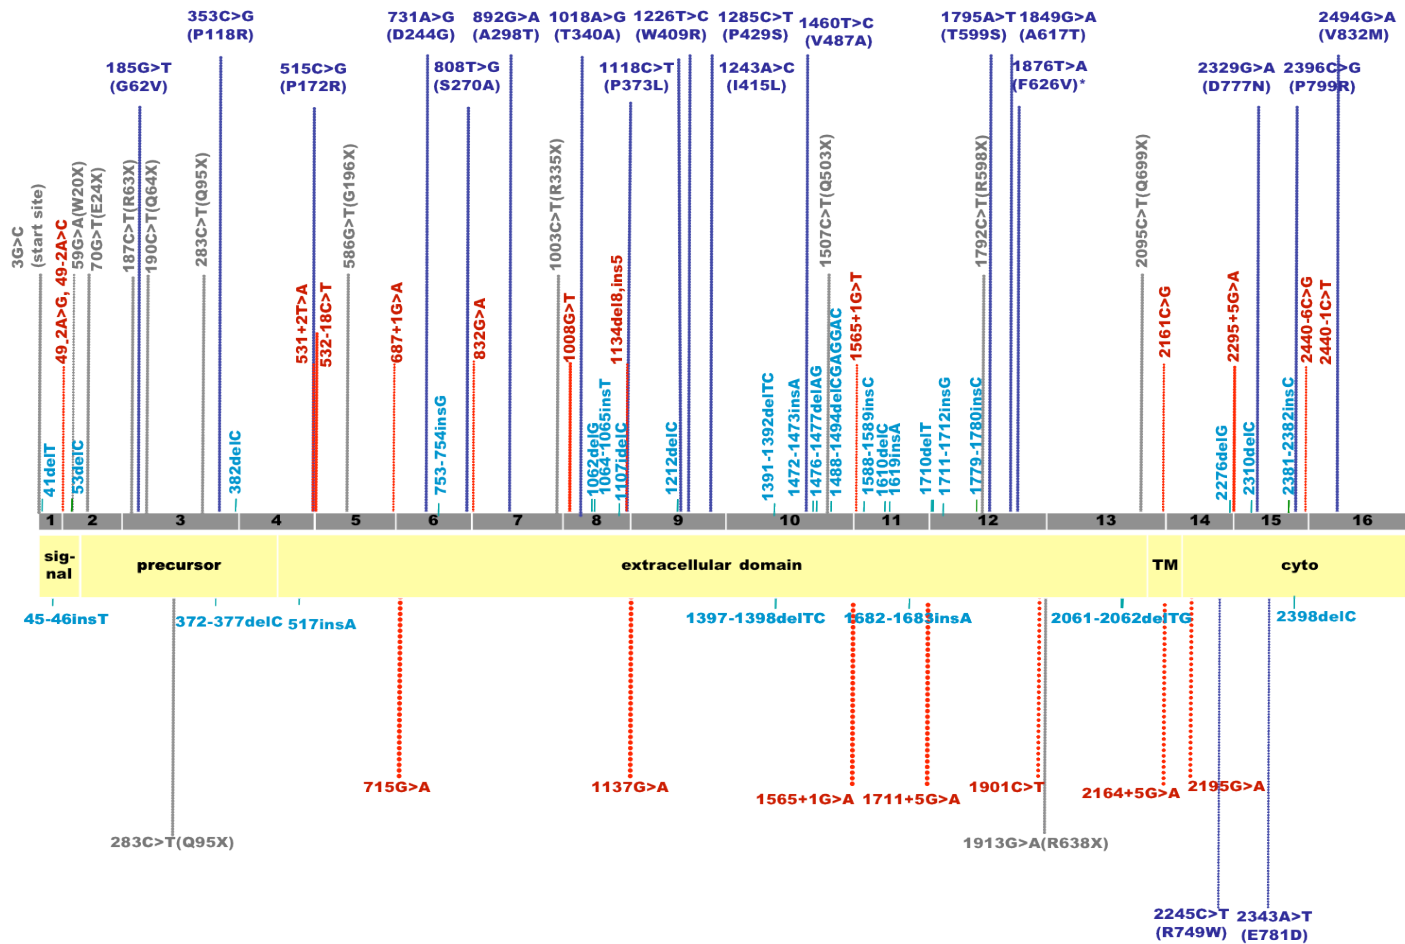 353C>G
(P118R)
731A>G
(D244G)
892G>A
(A298T)
1018A>G
(T340A)
1226T>C
(W409R)
1285C>T
(P429S)
1460T>C
(V487A)
1795A>T
(T599S)
1849G>A
(A617T)
2494G>A
(V832M)
185G>T
(G62V)
515C>G
(P172R)
808T>G
(S270A)
1118C>T
(P373L)
1243A>C
(I415L)
1876T>A
(F626V)*
2329G>A
(D777N)
2396C>G
(P799R)
3G>C
(start site)
49_2A>G, 49-2A>C
59G>A(W20X)
70G>T(E24X)
187C>T(R63X)
190C>T(Q64X)
283C>T(Q95X)
531+2T>A
532-18C>T
586G>T(G196X)
687+1G>A
832G>A
1003C>T(R335X)
1008G>T
1134del8,ins5
1507C>T(Q503X)
1565+1G>T
1792C>T(R598X)
2095C>T(Q699X)
2161C>G
2295+5G>A
2440-6C>G
2440-1C>T
41delT
53delC
382delC
753-754insG
1062delG
1064-1065insT
1107idelC
1212delC
1391-1392delTC
1472-1473insA
1476-1477delAG
1488-1494delCGAGGAC
1588-1589insC
1610delC
1619insA
1710delT
1711-1712insG
1779-1780insC
2276delG
2310delC
2381-2382insC
1 2 3 4 5 6 7 8 9 10 11 12 13 14 15 16
sig-
nal
precursor
extracellular domain
TM
cyto
45-46insT
372-377delC
517insA
1397-1398delTC
1682-1683insA
2061-2062delTG
2398delC
715G>A
1137G>A
1565+1G>A
1711+5G>A
1901C>T
2164+5G>A
2195G>A
283C>T(Q95X)
1913G>A(R638X)
2245C>T
(R749W)
2343A>T
(E781D)